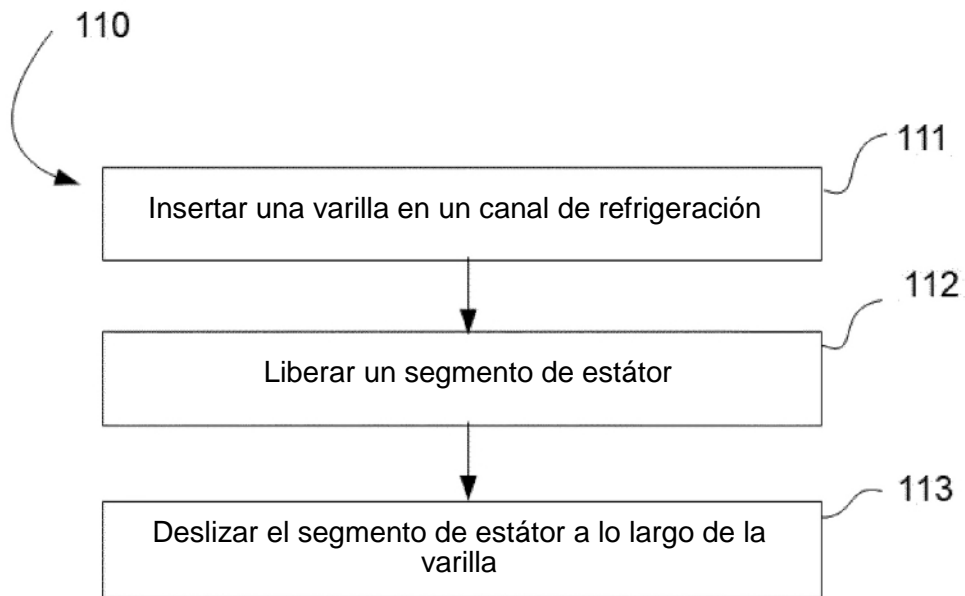 110
111
Insertar una varilla en un canal de refrigeración
112
Liberar un segmento de estátor
113
Deslizar el segmento de estátor a lo largo de la
varilla